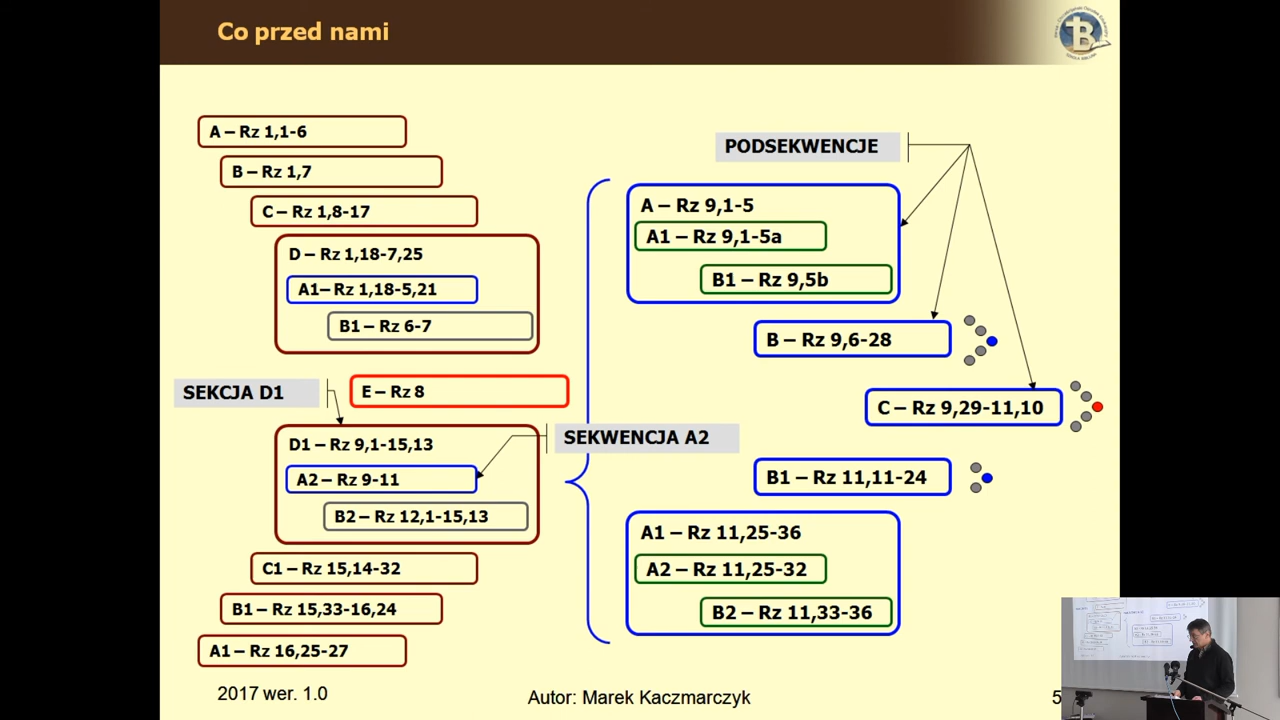 Co przed nami
A – Rz 1,1-6
B – Rz 1,7
C – Rz 1,8-17
D – Rz 1,18-7,25
A1– Rz 1,18-5,21
B1 – Rz 6-7
SEKCJA D1
E – Rz 8
D1 – Rz 9,1-15,13
A2 – Rz 9-11
B2 – Rz 12,1-15,13
C1 – Rz 15,14-32
B1 – Rz 15,33-16,24
A1 – Rz 16,25-27
SEKWENCJA A2
PODSEKWENCJE
A – Rz 9,1-5
A1 – Rz 9,1-5a
B1 – Rz 9,5b
B – Rz 9,6-28
C – Rz 9,29-11,10
B1 – Rz 11,11-24
A1 – Rz 11,25-36
A2 – Rz 11,25-32
B2 – Rz 11,33-36
2017 wer. 1.0
Autor: Marek Kaczmarczyk
5